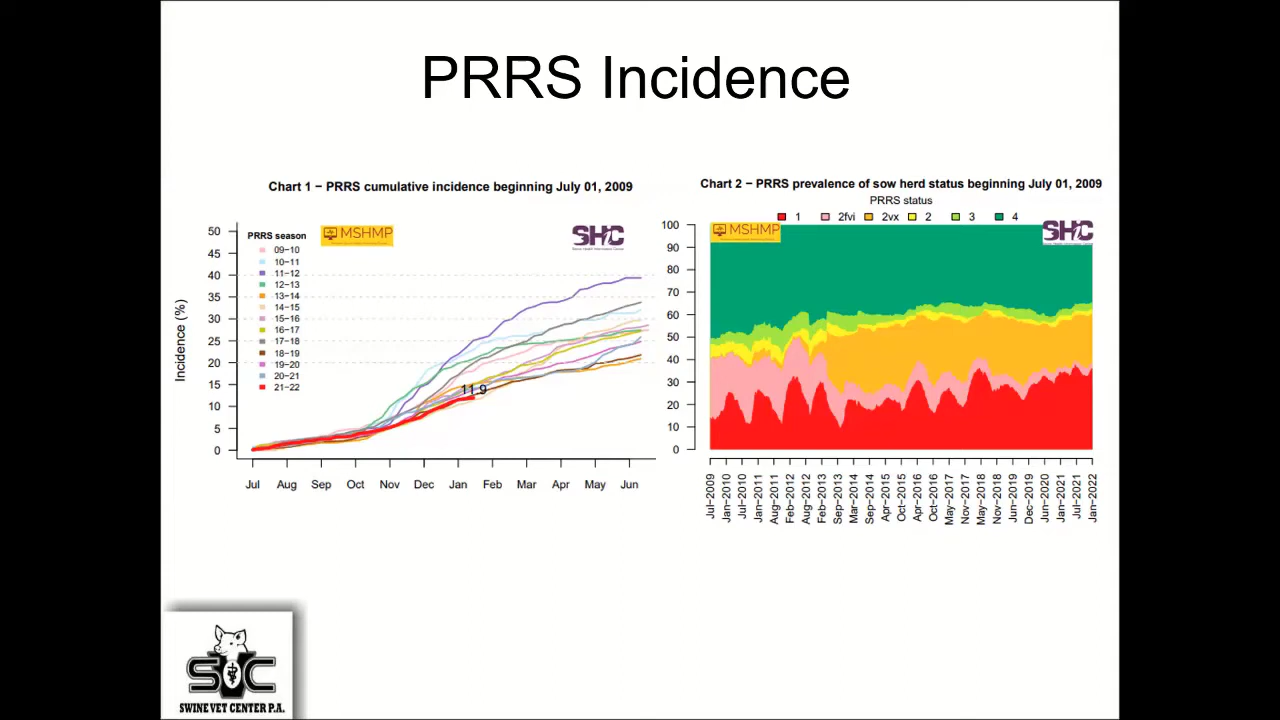 PRRS Incidence
Chart 1 − PRRS cumulative incidence beginning July 01, 2009
Incidence (%)
50
45
40
35
30
25
20
15
10
5
0
PRRS season
09−10
10−11
11−12
12−13
13−14
14−15
15−16
16−17
17−18
18−19
19−20
20−21
21−22
MSHMP
SHIC
11.9
Jul Aug Sep Oct Nov Dec Jan Feb Mar Apr May Jun
Chart 2 − PRRS prevalence of sow herd status beginning July 01, 2009
PRRS status
1 2fvi 2vx 2 3 4
MSHMP
SHIC
100
90
80
70
60
50
40
30
20
10
0
Jul−2009
Jan−2010
Jul−2010
Jan−2011
Aug−2011
Feb−2012
Aug−2012
Feb−2013
Sep−2013
Mar−2014
Sep−2014
Apr−2015
Oct−2015
Apr−2016
Oct−2016
May−2017
Nov−2017
May−2018
Nov−2018
Jun−2019
Dec−2019
Jun−2020
Jan−2021
Jul−2021
Jan−2022
SVC
SWINE VET CENTER P.A.